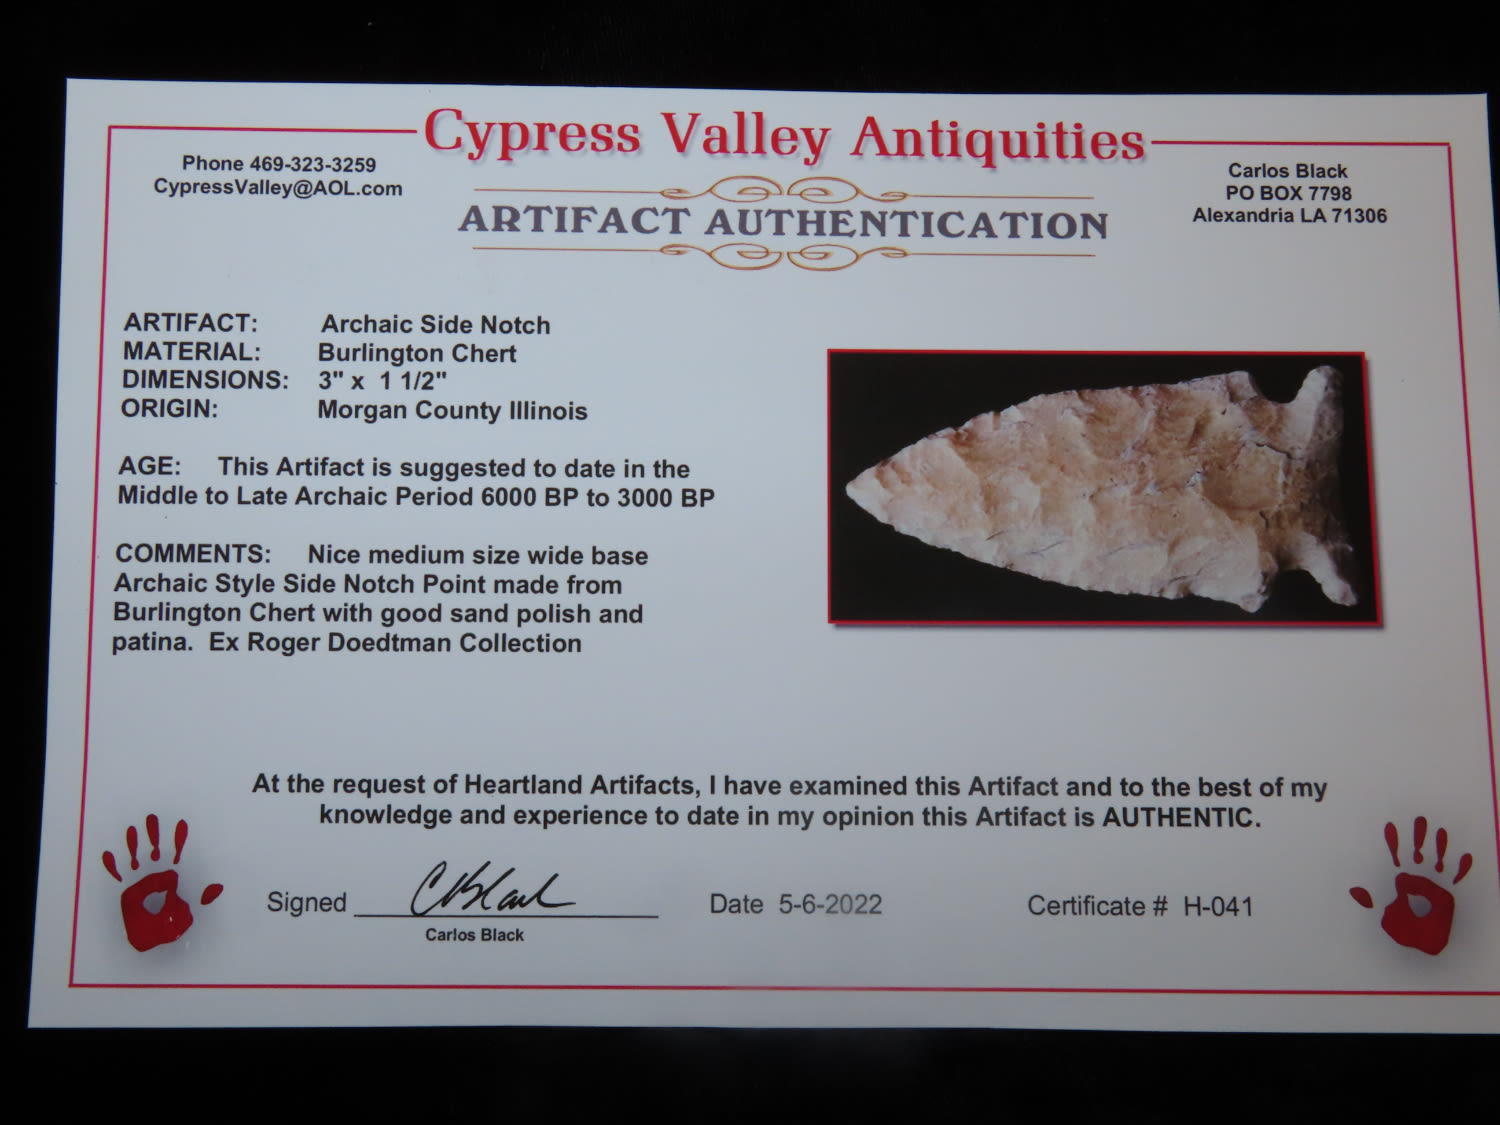 Cypress Valley Antiquities
Phone 469-323-3259
CypressValley@AOL.com
Carlos Black
PO BOX 7798
Alexandria LA 71306
ARTIFACT AUTHENTICATION
ARTIFACT: Archaic Side Notch
MATERIAL: Burlington Chert
DIMENSIONS: 3" x 1 1/2"
ORIGIN: Morgan County Illinois
AGE: This Artifact is suggested to date in the
Middle to Late Archaic Period 6000 BP to 3000 BP
COMMENTS: Nice medium size wide base
Archaic Style Side Notch Point made from
Burlington Chert with good sand polish and
patina. Ex Roger Doedtman Collection
At the request of Heartland Artifacts, I have examined this Artifact and to the best of my
knowledge and experience to date in my opinion this Artifact is AUTHENTIC.
Signed C Black Date 5-6-2022 Certificate # H-041
Carlos Black